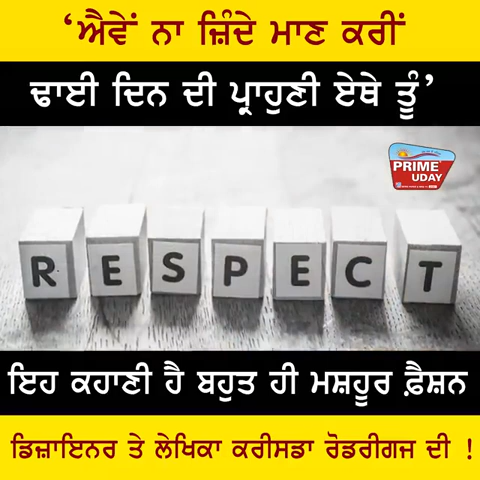 ‘ਐਵੇਂ ਨਾ ਜ਼ਿੰਦੇ ਮਾਣ ਕਰੀਂ
ਢਾਈ ਦਿਨ ਦੀ ਪ੍ਰਾਹੁਣੀ ਏਥੇ ਤੂੰ’
PRIME
UDAY
RESPECT
ਇਹ ਕਹਾਣੀ ਹੈ ਬਹੁਤ ਹੀ ਮਸ਼ਹੂਰ ਫ਼ੈਸ਼ਨ
ਡਿਜ਼ਾਇਨਰ ਤੇ ਲੇਖਿਕਾ ਕਰੀਸਡਾ ਰੋਡਰੀਗਜ ਦੀ !